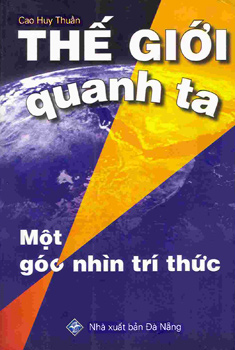 Cao Huy Thuần
THẾ GIỚI
quanh ta
Một
góc nhìn trí thức
Nhà xuất bản Đà Nẵng